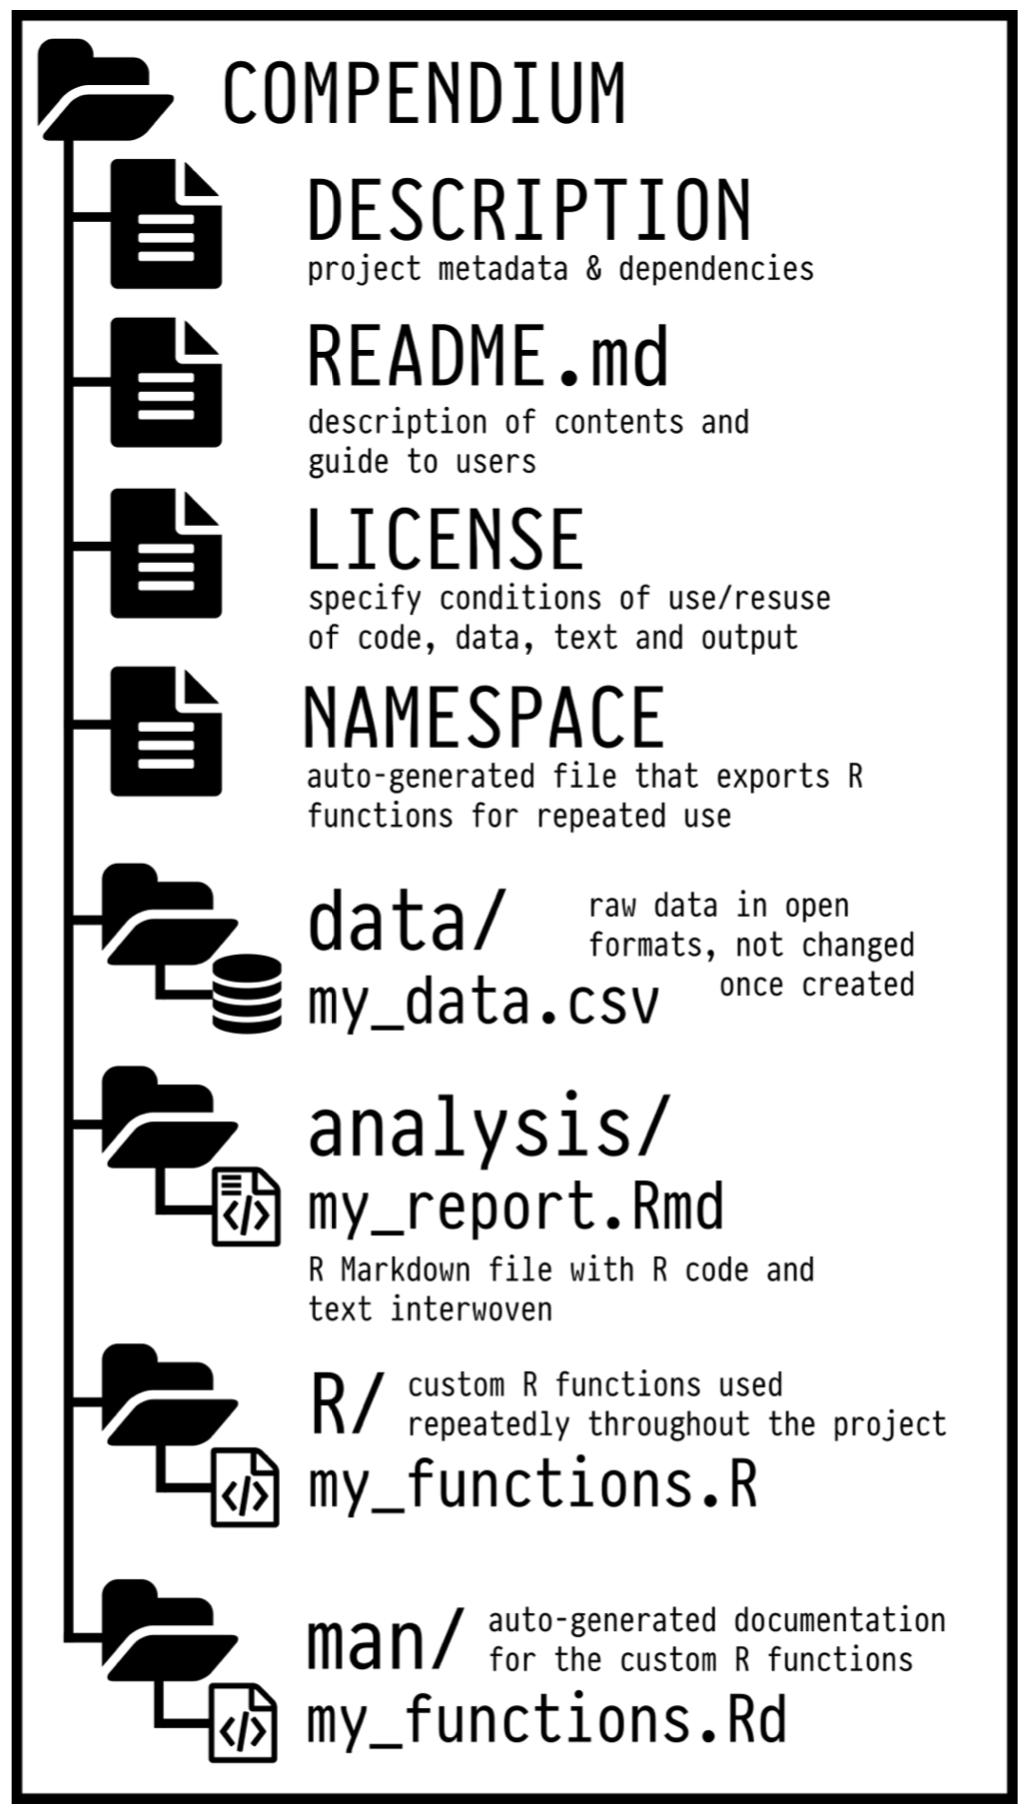 COMPENDIUM
DESCRIPTION
project metadata & dependencies
README.md
description of contents and
guide to users
LICENSE
specify conditions of use/resuse
of code, data, text and output
NAMESPACE
auto-generated file that exports R
functions for repeated use
data/
raw data in open
formats, not changed
once created
my_data.csv
analysis/
my_report.Rmd
R Markdown file with R code and
text interwoven
R/
custom R functions used
repeatedly throughout the project
my_functions.R
man/
auto-generated documentation
for the custom R functions
my_functions.Rd